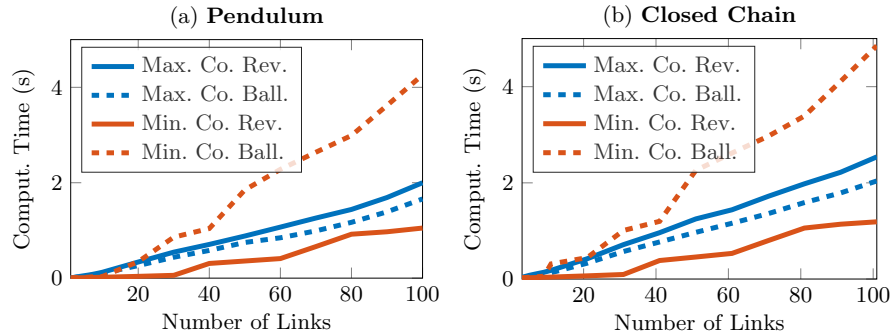 (a) Pendulum
Comput. Time (s)
4
2
0
Max. Co. Rev.
Max. Co. Ball.
Min. Co. Rev.
Min. Co. Ball.
20 40 60 80 100
Number of Links
(b) Closed Chain
Comput. Time (s)
4
2
0
Max. Co. Rev.
Max. Co. Ball.
Min. Co. Rev.
Min. Co. Ball.
20 40 60 80 100
Number of Links